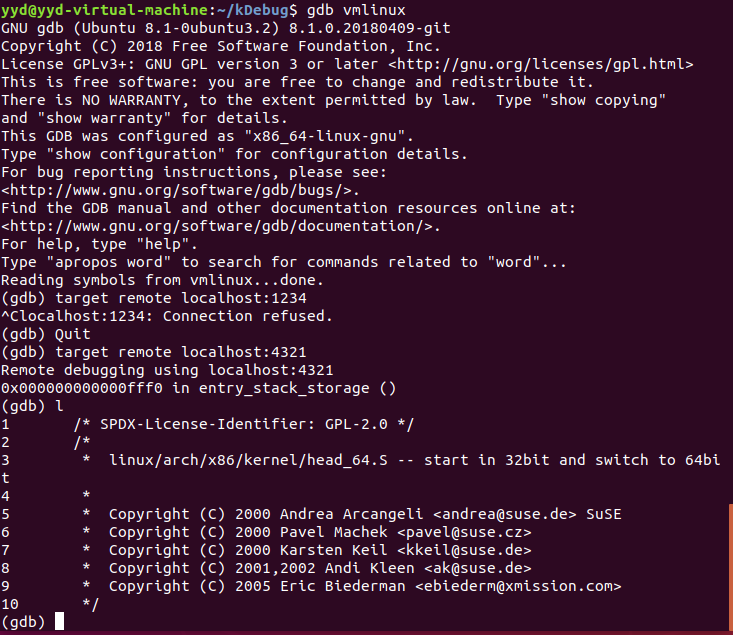 yyd@yyd-virtual-machine:~/kDebug$ gdb vmlinux
GNU gdb (Ubuntu 8.1-0ubuntu3.2) 8.1.0.20180409-git
Copyright (C) 2018 Free Software Foundation, Inc.
License GPLv3+: GNU GPL version 3 or later <http://gnu.org/licenses/gpl.html>
This is free software: you are free to change and redistribute it.
There is NO WARRANTY, to the extent permitted by law.  Type "show copying"
and "show warranty" for details.
This GDB was configured as "x86_64-linux-gnu".
Type "show configuration" for configuration details.
For bug reporting instructions, please see:
<http://www.gnu.org/software/gdb/bugs/>.
Find the GDB manual and other documentation resources online at:
<http://www.gnu.org/software/gdb/documentation/>.
For help, type "help".
Type "apropos word" to search for commands related to "word"...
Reading symbols from vmlinux...done.
(gdb) target remote localhost:1234
^Clocalhost:1234: Connection refused.
(gdb) Quit
(gdb) target remote localhost:4321
Remote debugging using localhost:4321
0x000000000000fff0 in entry_stack_storage ()
(gdb) l
1       /* SPDX-License-Identifier: GPL-2.0 */
2       /*
3        *  linux/arch/x86/kernel/head_64.S -- start in 32bit and switch to 64bi
t
4        *
5        *  Copyright (C) 2000 Andrea Arcangeli <andrea@suse.de> SuSE
6        *  Copyright (C) 2000 Pavel Machek <pavel@suse.cz>
7        *  Copyright (C) 2000 Karsten Keil <kkeil@suse.de>
8        *  Copyright (C) 2001,2002 Andi Kleen <ak@suse.de>
9        *  Copyright (C) 2005 Eric Biederman <ebiederm@xmission.com>
10       */
(gdb)